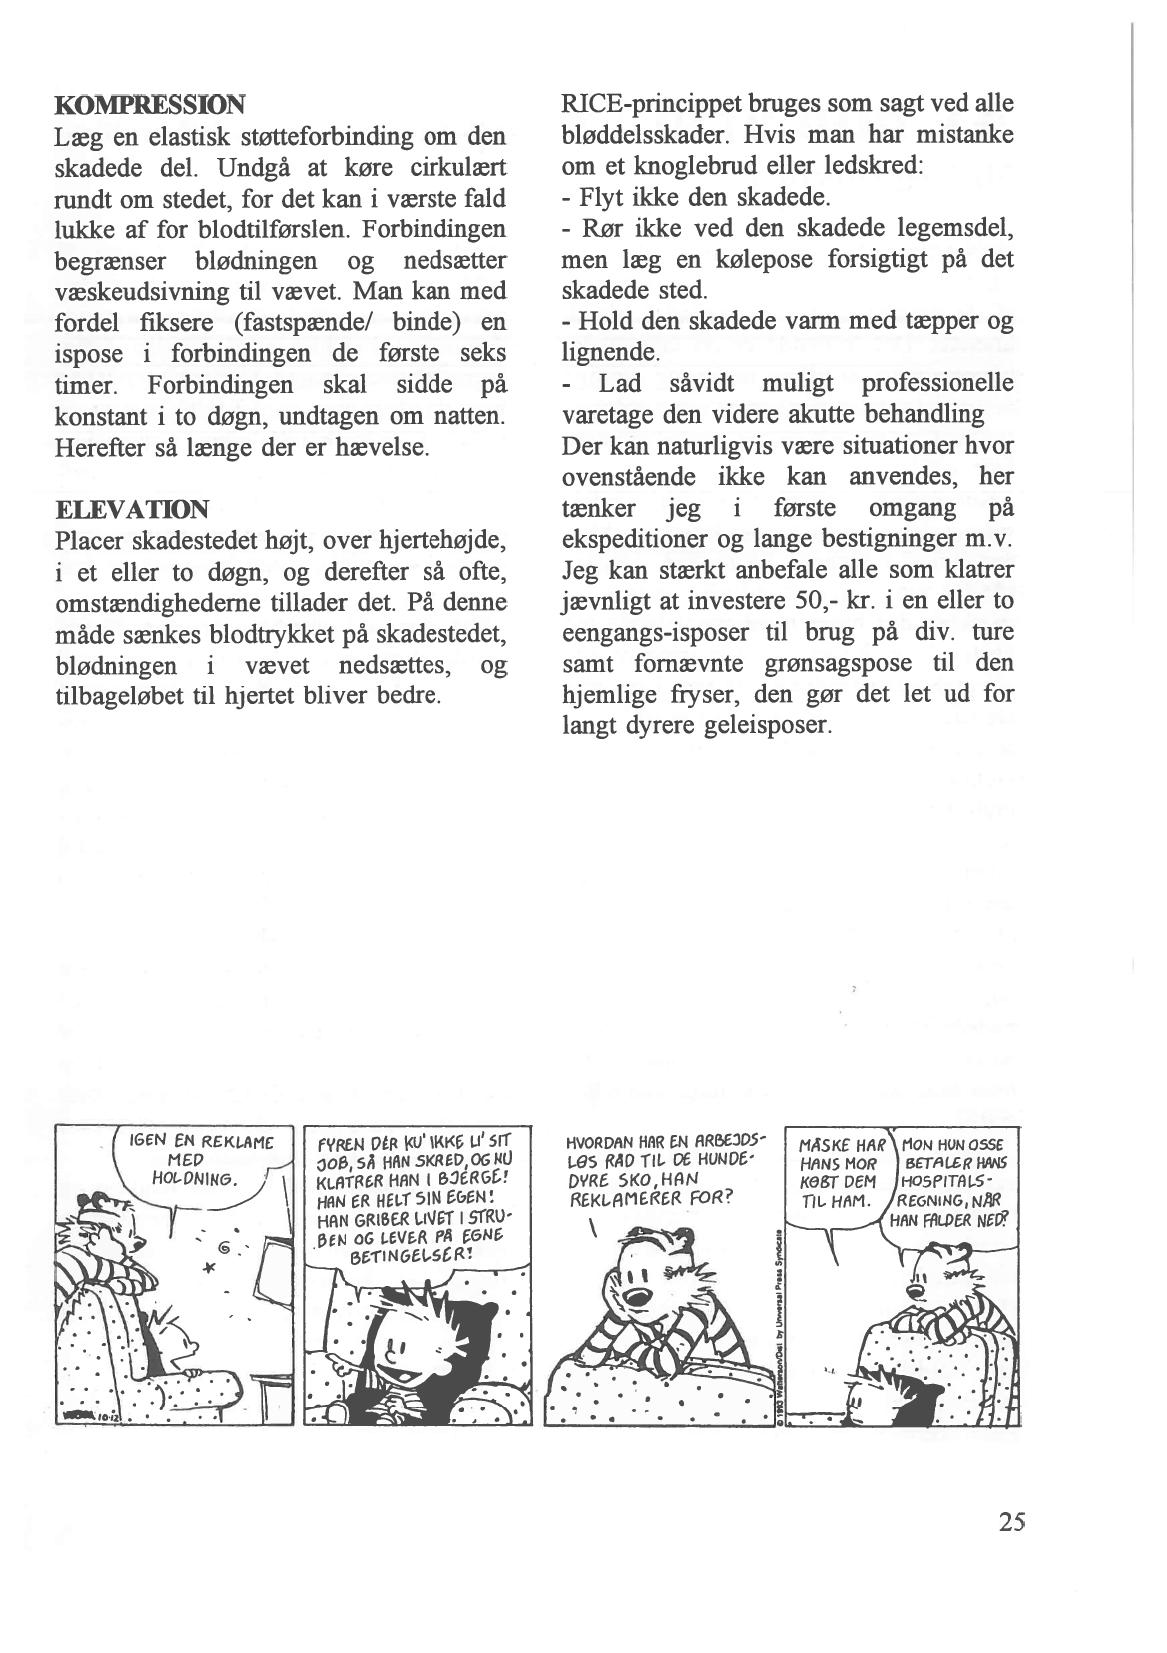 KOMPRESSION
Læg en elastisk støtteforbinding om den
skadede del. Undgå at køre cirkulært
rundt om stedet, for det kan i værste fald
lukke af for blodtilførslen. Forbindingen
begrænser blødningen og nedsætter
væskeudsivning til vævet. Man kan med
fordel fiksere (fastspænde/ binde) en
ispose i forbindingen de første seks
timer. Forbindingen skal sidde på
konstant i to døgn, undtagen om natten.
Herefter så længe der er hævelse.
ELEVATION
Placer skadestedet højt, over hjertehøjde,
i et eller to døgn, og derefter så ofte,
omstændighederne tillader det. På denne
måde sænkes blodtrykket på skadestedet,
blødningen i vævet nedsættes, og
tilbageløbet til hjertet bliver bedre.
RICE-princippet bruges som sagt ved alle
bløddelsskader. Hvis man har mistanke
om et knoglebrud eller ledskred:
- Flyt ikke den skadede.
- Rør ikke ved den skadede legemsdel,
men læg en kølepose forsigtigt på det
skadede sted.
- Hold den skadede varm med tæpper og
lignende.
- Lad såvidt muligt professionelle
varetage den videre akutte behandling
Der kan naturligvis være situationer hvor
ovenstående ikke kan anvendes, her
tænker jeg i første omgang på
ekspeditioner og lange bestigninger m.v.
Jeg kan stærkt anbefale alle som klatrer
jævnligt at investere 50,- kr. i en eller to
eengangs-isposer til brug på div. ture
samt fornævnte grønsagspose til den
hjemlige fryser, den gør det let ud for
langt dyrere geleisposer.
IGEN EN REKLAME
MED
HOLDNING.
10-12
FYREN DÉR KU' IKKE LI' SIT
JOB, SÅ HAN SKRED, OG NU
KLATRER HAN I BJERGE!
HAN ER HELT SIN EGEN!
HAN GRIBER LIVET I STRU-
BEN OG LEVER PÅ EGNE
BETINGELSER!
HVORDAN HAR EN ARBEJDS-
LØS RÅD TIL DE HUNDE-
DYRE SKO, HAN
REKLAMERER FOR?
© 1993 Watterson/Dist. by Universal Press Syndicate
MÅSKE HAR
HANS MOR
KØBT DEM
TIL HAM.
MON HUN OSSE
BETALER HANS
HOSPITALS-
REGNING, NÅR
HAN FALDER NED?
25